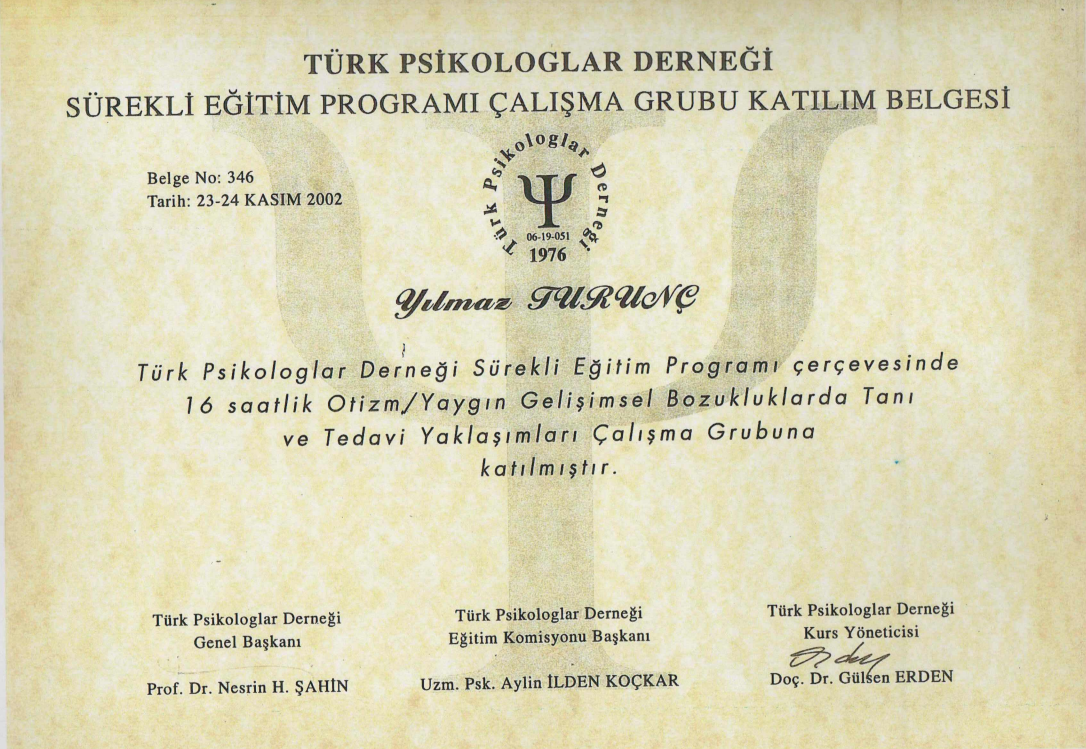 TÜRK PSİKOLOGLAR DERNEĞİ
SÜREKLİ EĞİTİM PROGRAMI ÇALIŞMA GRUBU KATILIM BELGESİ
Belge No: 346
Tarih: 23-24 KASIM 2002
Türk Psikologlar Derneği
Ψ
06-19-051
1976
Yılmaz TURUNÇ
Türk Psikologlar Derneği Sürekli Eğitim Programı çerçevesinde
16 saatlik Otizm/Yaygın Gelişimsel Bozukluklarda Tanı
ve Tedavi Yaklaşımları Çalışma Grubuna
katılmıştır.
Türk Psikologlar Derneği
Genel Başkanı
Prof. Dr. Nesrin H. ŞAHİN
Türk Psikologlar Derneği
Eğitim Komisyonu Başkanı
Uzm. Psk. Aylin İLDEN KOÇKAR
Türk Psikologlar Derneği
Kurs Yöneticisi
Doç. Dr. Gülsen ERDEN